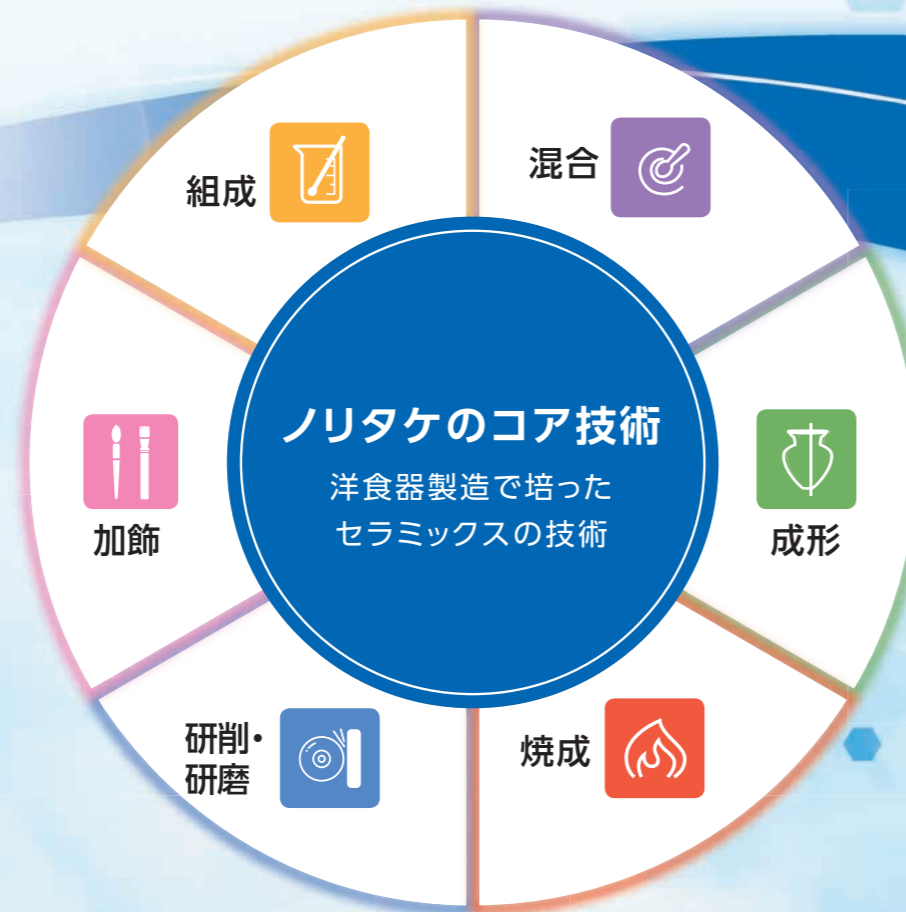 組成
混合
ノリタケのコア技術
洋食器製造で培った
セラミックスの技術
加飾
成形
研削・
研磨
焼成